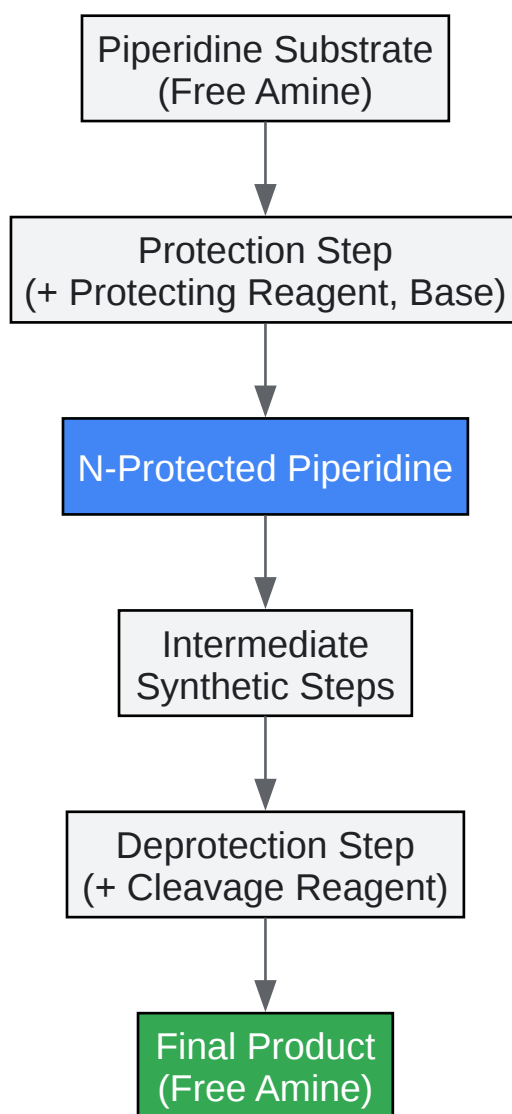 Piperidine Substrate
(Free Amine)
Protection Step
(+ Protecting Reagent, Base)
N-Protected Piperidine
Intermediate
Synthetic Steps
Deprotection Step
(+ Cleavage Reagent)
Final Product
(Free Amine)